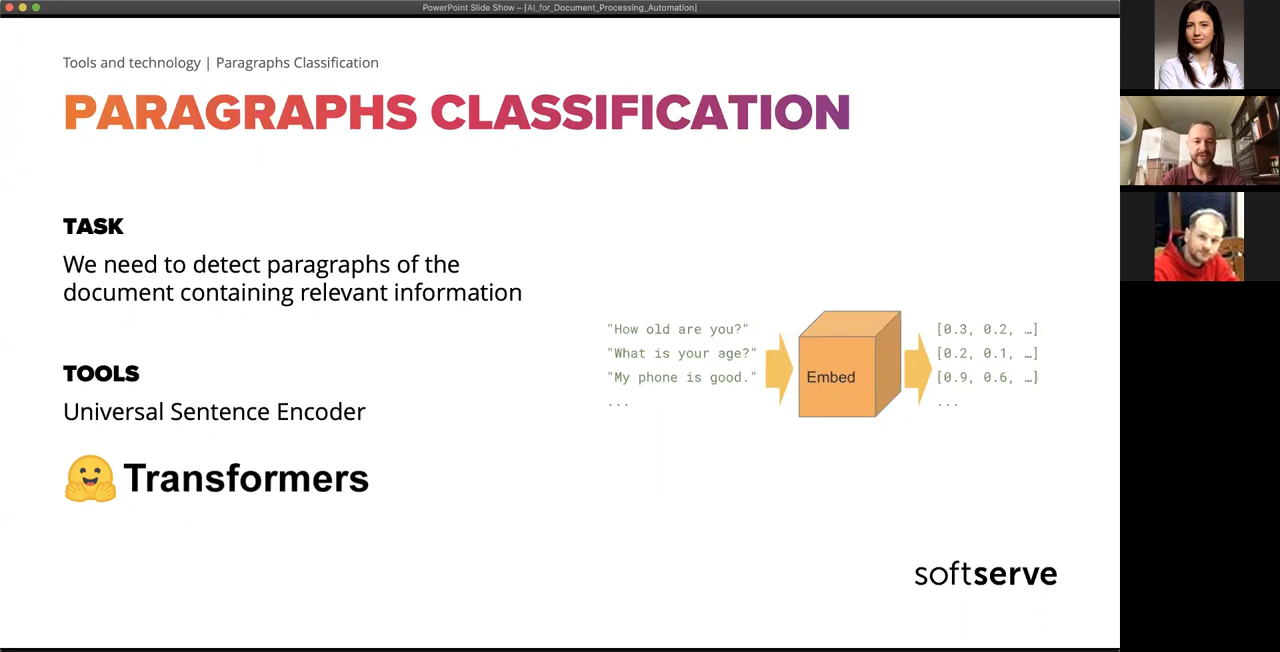 PowerPoint Slide Show – [AI_for_Document_Processing_Automation]
Tools and technology | Paragraphs Classification
PARAGRAPHS CLASSIFICATION
TASK
We need to detect paragraphs of the
document containing relevant information
TOOLS
Universal Sentence Encoder
Transformers
"How old are you?"
"What is your age?"
"My phone is good."
...
Embed
[0.3, 0.2, …]
[0.2, 0.1, …]
[0.9, 0.6, …]
...
softserve